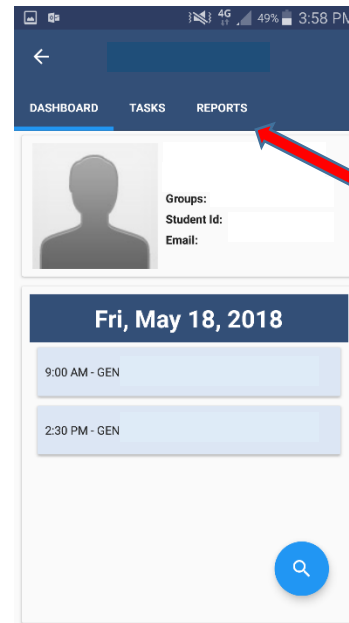 4G 49% 3:58 PM
DASHBOARD TASKS REPORTS
Groups:
Student Id:
Email:
Fri, May 18, 2018
9:00 AM - GEN
2:30 PM - GEN